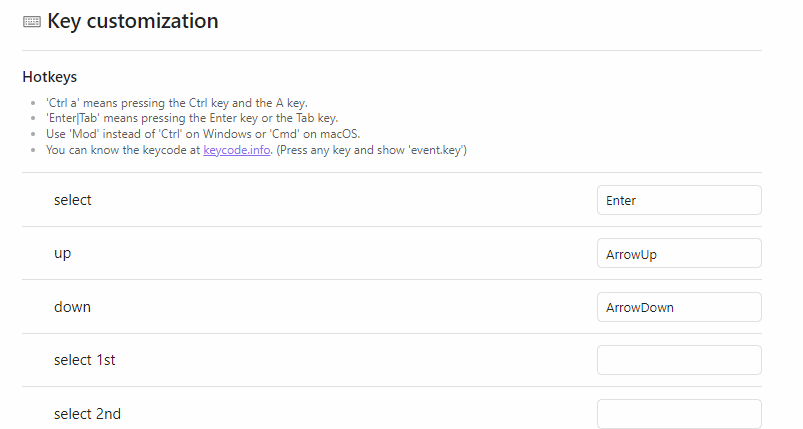 Key customization
Hotkeys
'Ctrl a' means pressing the Ctrl key and the A key.
'Enter|Tab' means pressing the Enter key or the Tab key.
Use 'Mod' instead of 'Ctrl' on Windows or 'Cmd' on macOS.
You can know the keycode at keycode.info. (Press any key and show 'event.key')
select Enter
up ArrowUp
down ArrowDown
select 1st
select 2nd